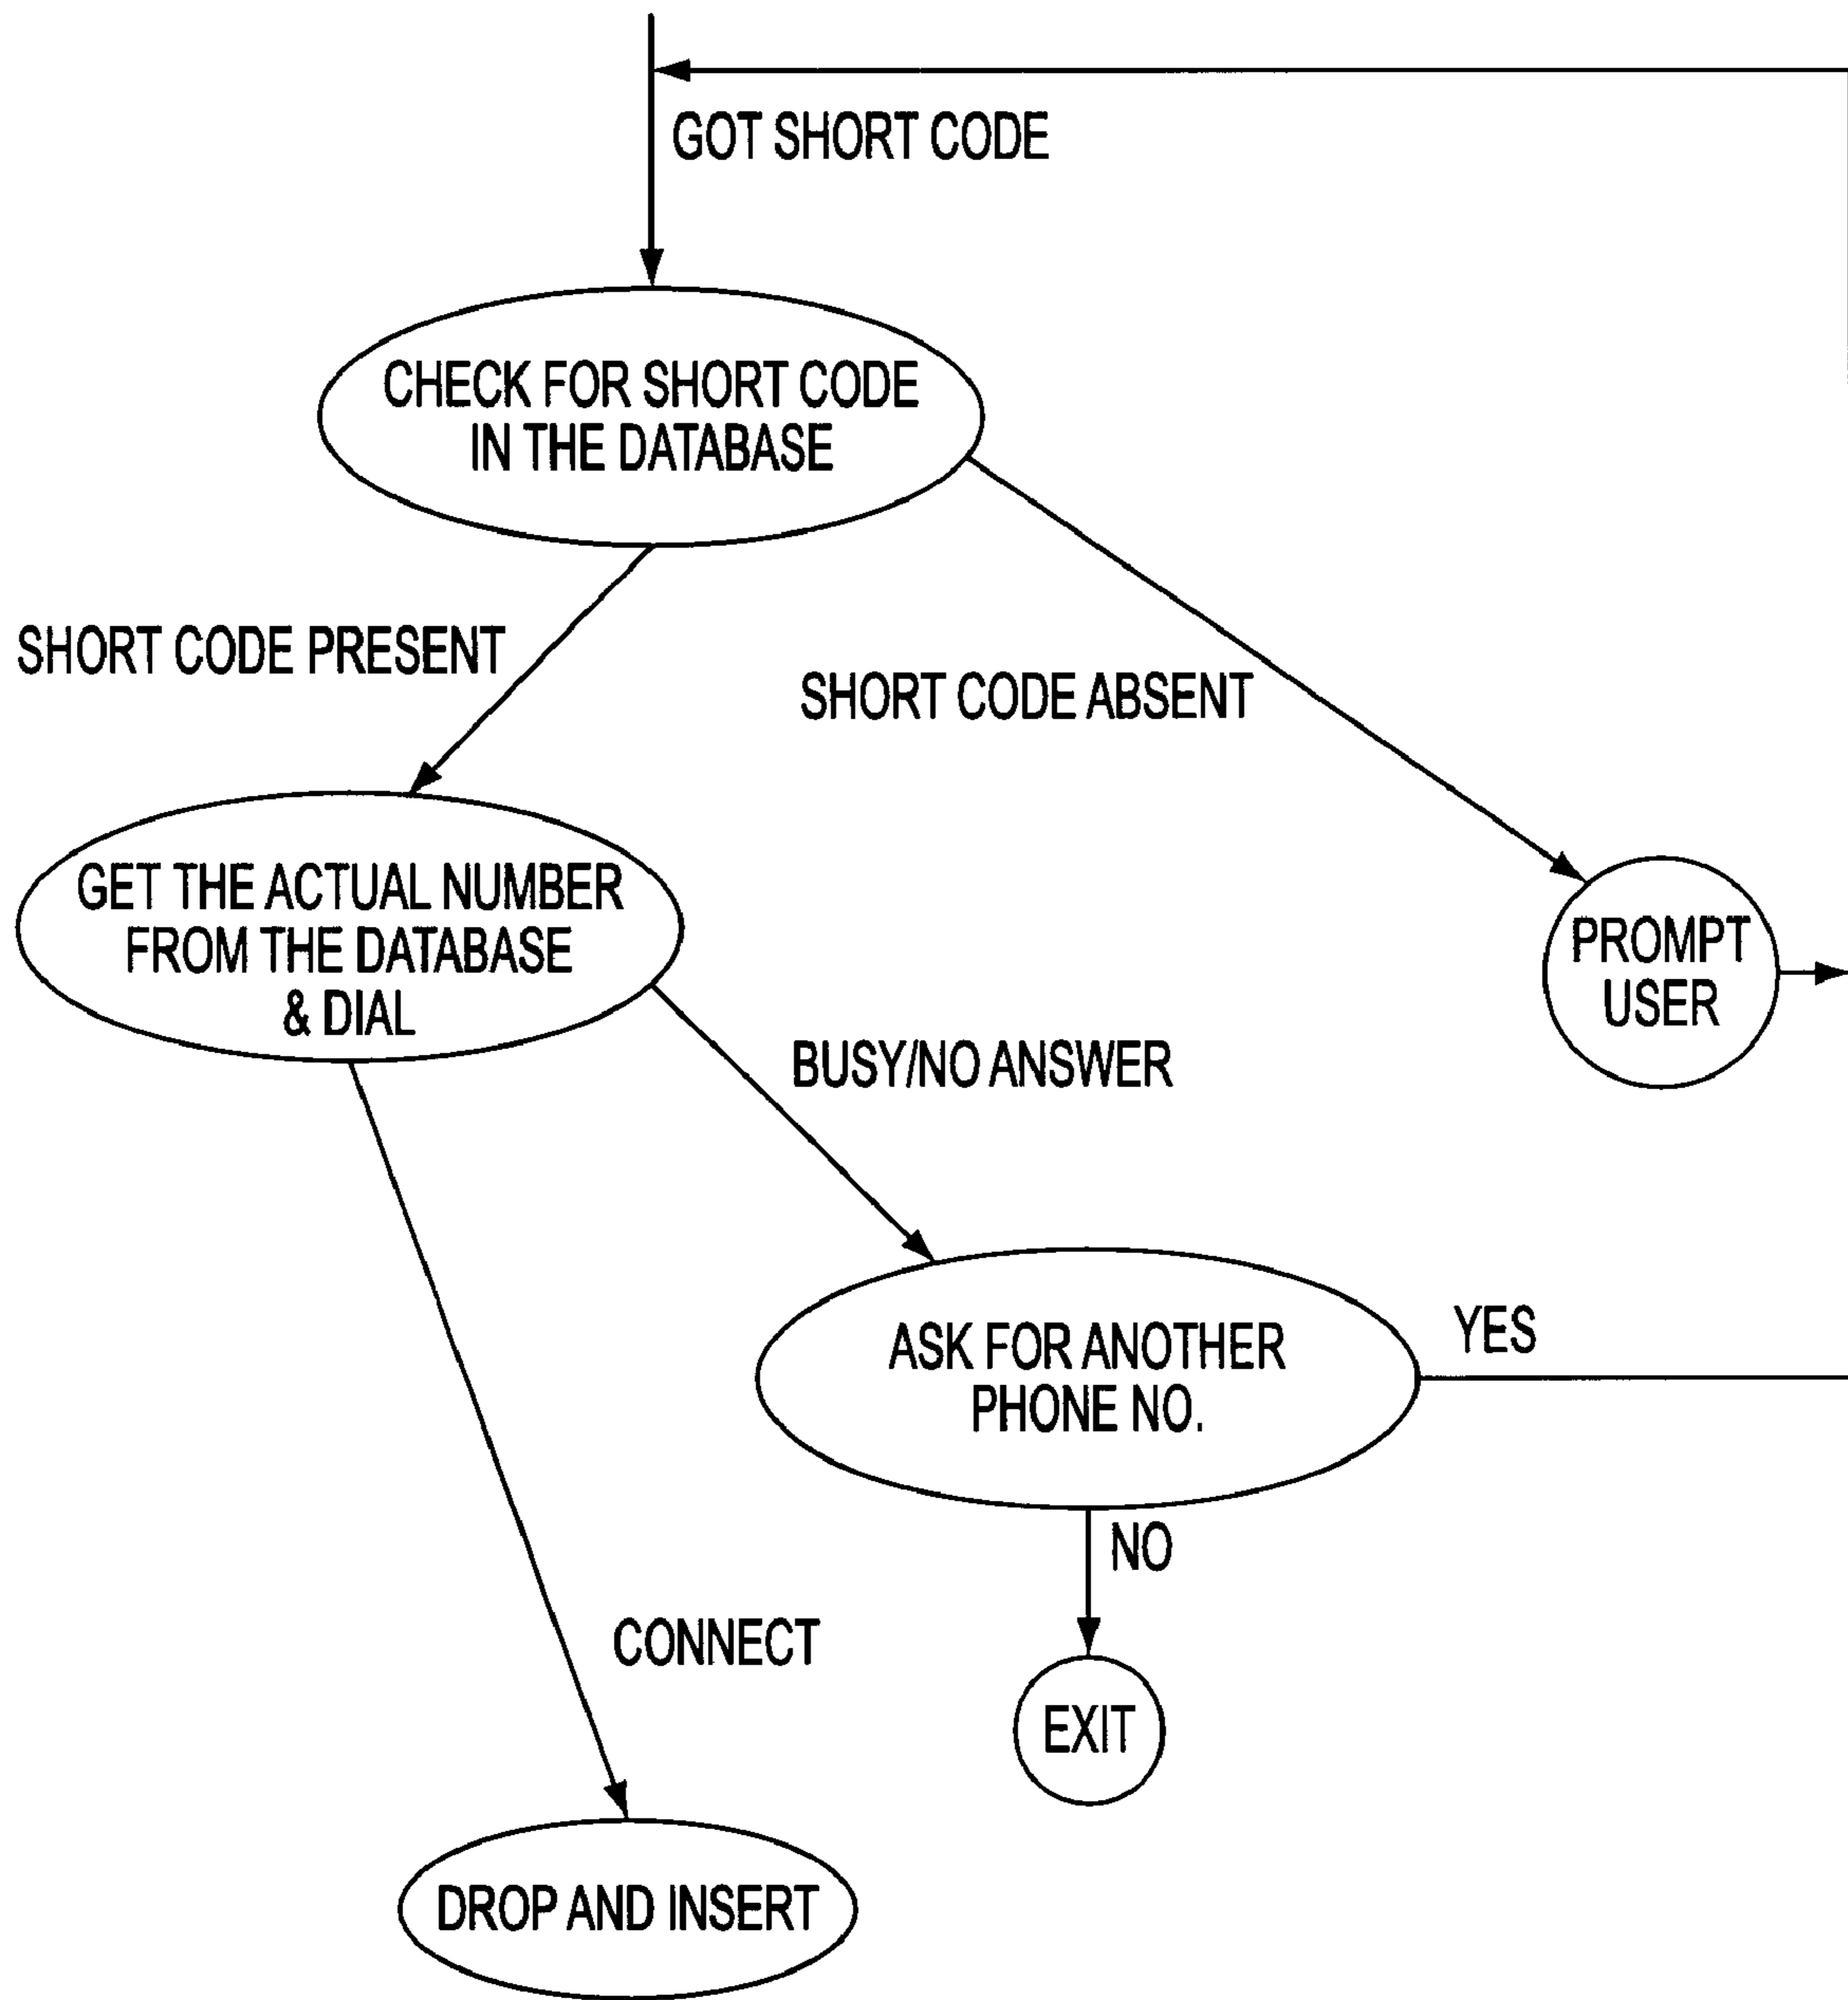 GOT SHORT CODE
CHECK FOR SHORT CODE
IN THE DATABASE
SHORT CODE PRESENT
SHORT CODE ABSENT
GET THE ACTUAL NUMBER
FROM THE DATABASE
& DIAL
PROMPT
USER
BUSY/NO ANSWER
ASK FOR ANOTHER
PHONE NO.
YES
NO
CONNECT
EXIT
DROP AND INSERT